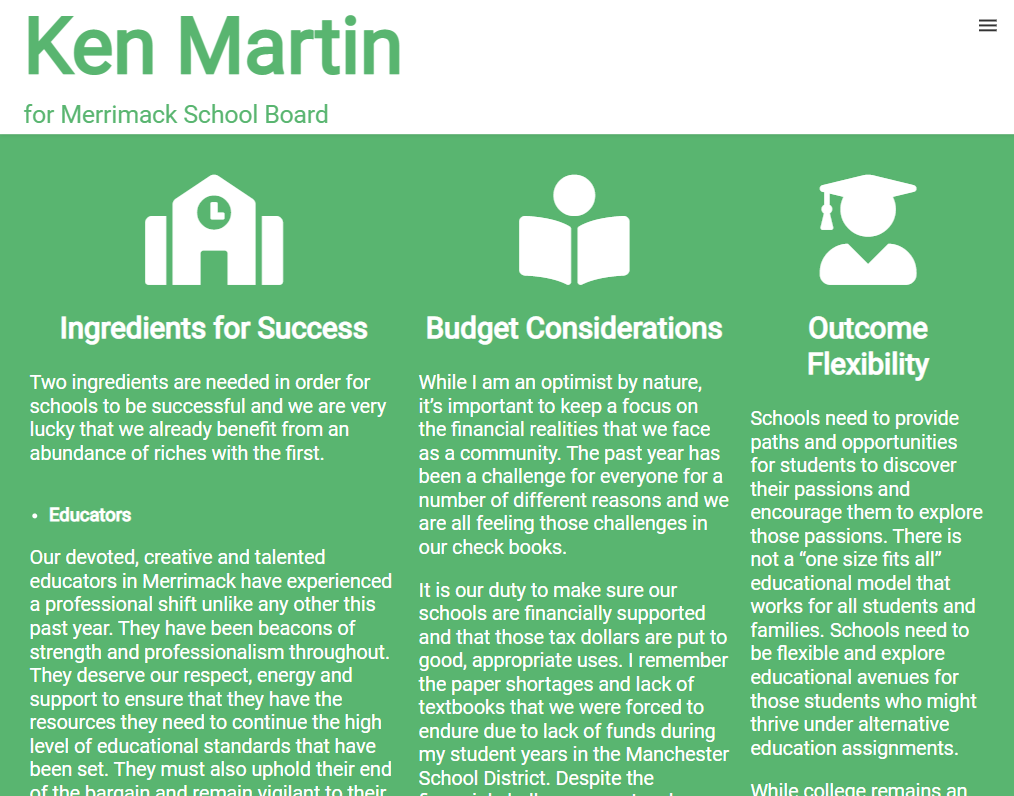 Ken Martin
for Merrimack School Board
Ingredients for Success
Two ingredients are needed in order for
schools to be successful and we are very
lucky that we already benefit from an
abundance of riches with the first.
• Educators
Our devoted, creative and talented
educators in Merrimack have experienced
a professional shift unlike any other this
past year. They have been beacons of
strength and professionalism throughout.
They deserve our respect, energy and
support to ensure that they have the
resources they need to continue the high
level of educational standards that have
been set. They must also uphold their end
of the bargain and remain vigilant to their
Budget Considerations
While I am an optimist by nature,
it’s important to keep a focus on
the financial realities that we face
as a community. The past year has
been a challenge for everyone for a
number of different reasons and we
are all feeling those challenges in
our check books.
It is our duty to make sure our
schools are financially supported
and that those tax dollars are put to
good, appropriate uses. I remember
the paper shortages and lack of
textbooks that we were forced to
endure due to lack of funds during
my student years in the Manchester
School District. Despite the
Outcome
Flexibility
Schools need to provide
paths and opportunities
for students to discover
their passions and
encourage them to explore
those passions. There is
not a “one size fits all”
educational model that
works for all students and
families. Schools need to
be flexible and explore
educational avenues for
those students who might
thrive under alternative
education assignments.
While college remains an